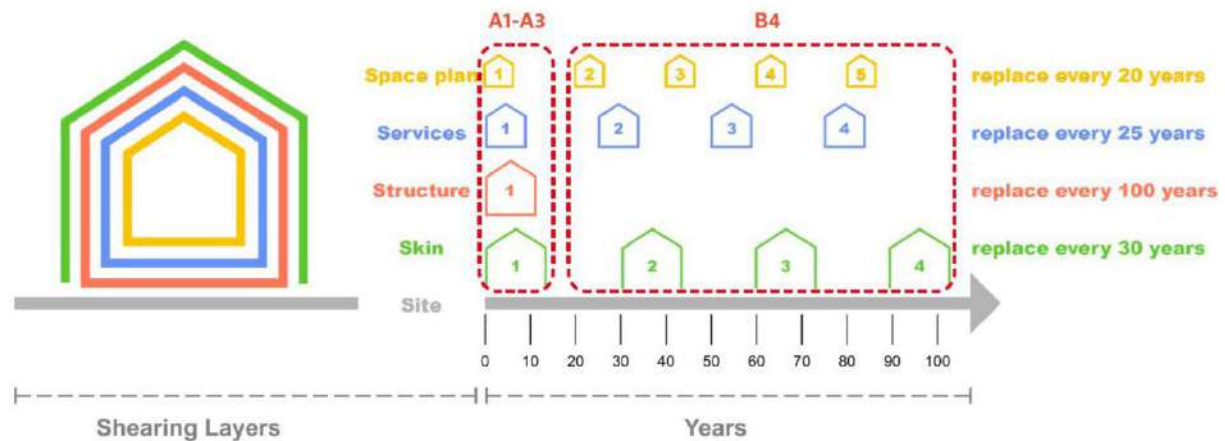 A1-A3 B4
Space plan 1 2 3 4 5 replace every 20 years
Services 1 2 3 4 replace every 25 years
Structure 1 replace every 100 years
Skin 1 2 3 4 replace every 30 years
Site
0 10 20 30 40 50 60 70 80 90 100
Shearing Layers Years